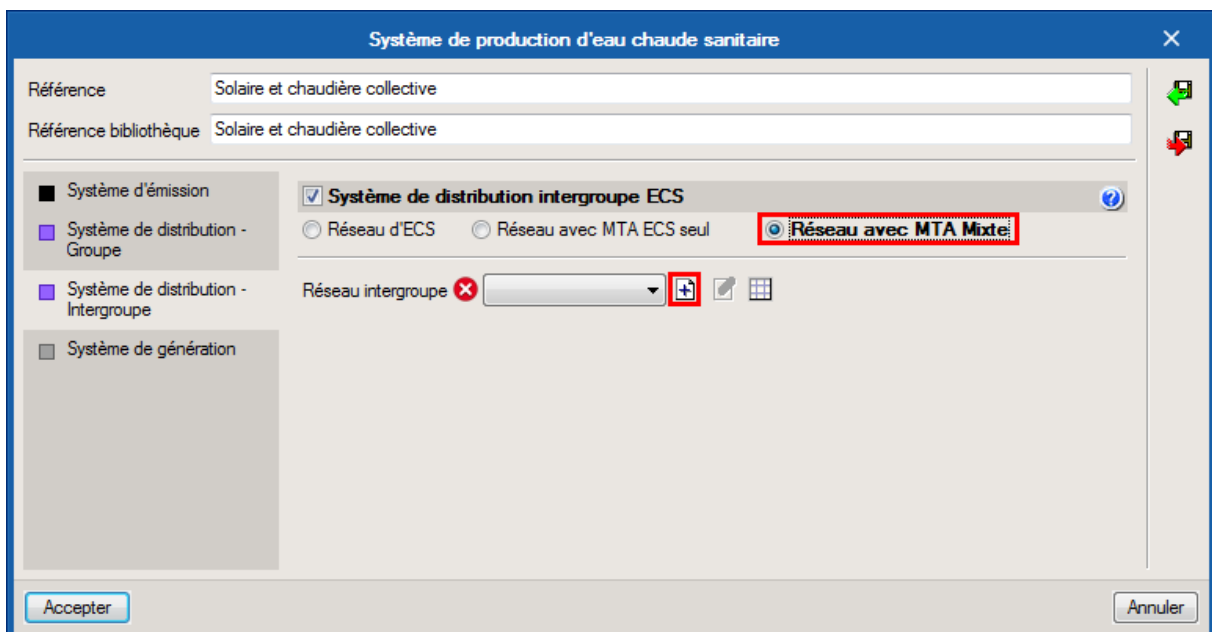 Système de production d'eau chaude sanitaire
Référence Solaire et chaudière collective
Référence bibliothèque Solaire et chaudière collective
Système d'émission
Système de distribution -
Groupe
Système de distribution -
Intergroupe
Système de génération
Système de distribution intergroupe ECS
Réseau d'ECS Réseau avec MTA ECS seul Réseau avec MTA Mixte
Réseau intergroupe
Accepter Annuler